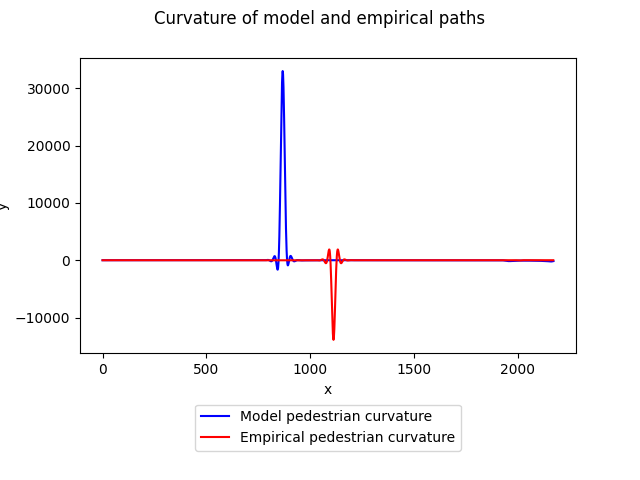 Curvature of model and empirical paths
30000
20000
10000
0
−10000
y
0 500 1000 1500 2000
x
Model pedestrian curvature
Empirical pedestrian curvature